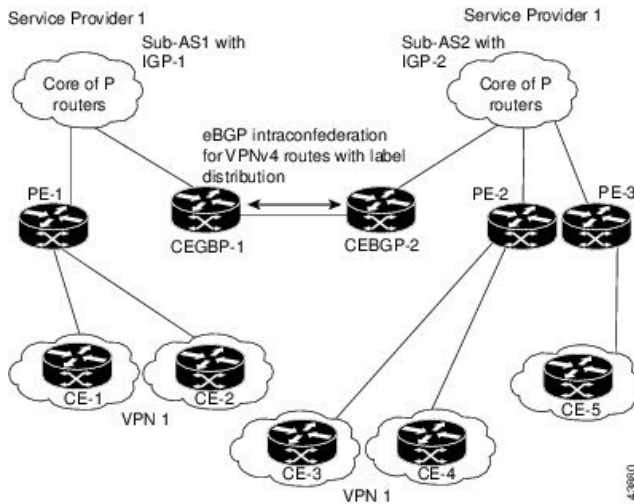 Service Provider 1
Service Provider 1
Sub-AS1 with
IGP-1
Sub-AS2 with
IGP-2
Core of P
routers
Core of P
routers
eBGP intraconfederation
for VPNv4 routes with label
distribution
PE-1
CEGBP-1
CEBGP-2
PE-2
PE-3
CE-1
CE-2
VPN 1
CE-5
CE-3
CE-4
VPN 1
43880